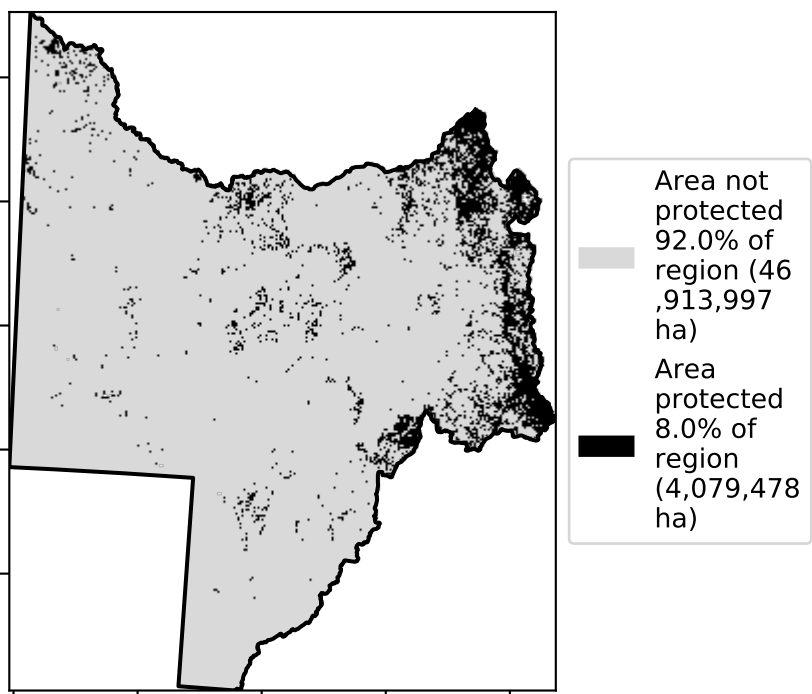 Area not
protected
92.0% of
region (46
,913,997
ha)
Area
protected
8.0% of
region
(4,079,478
ha)